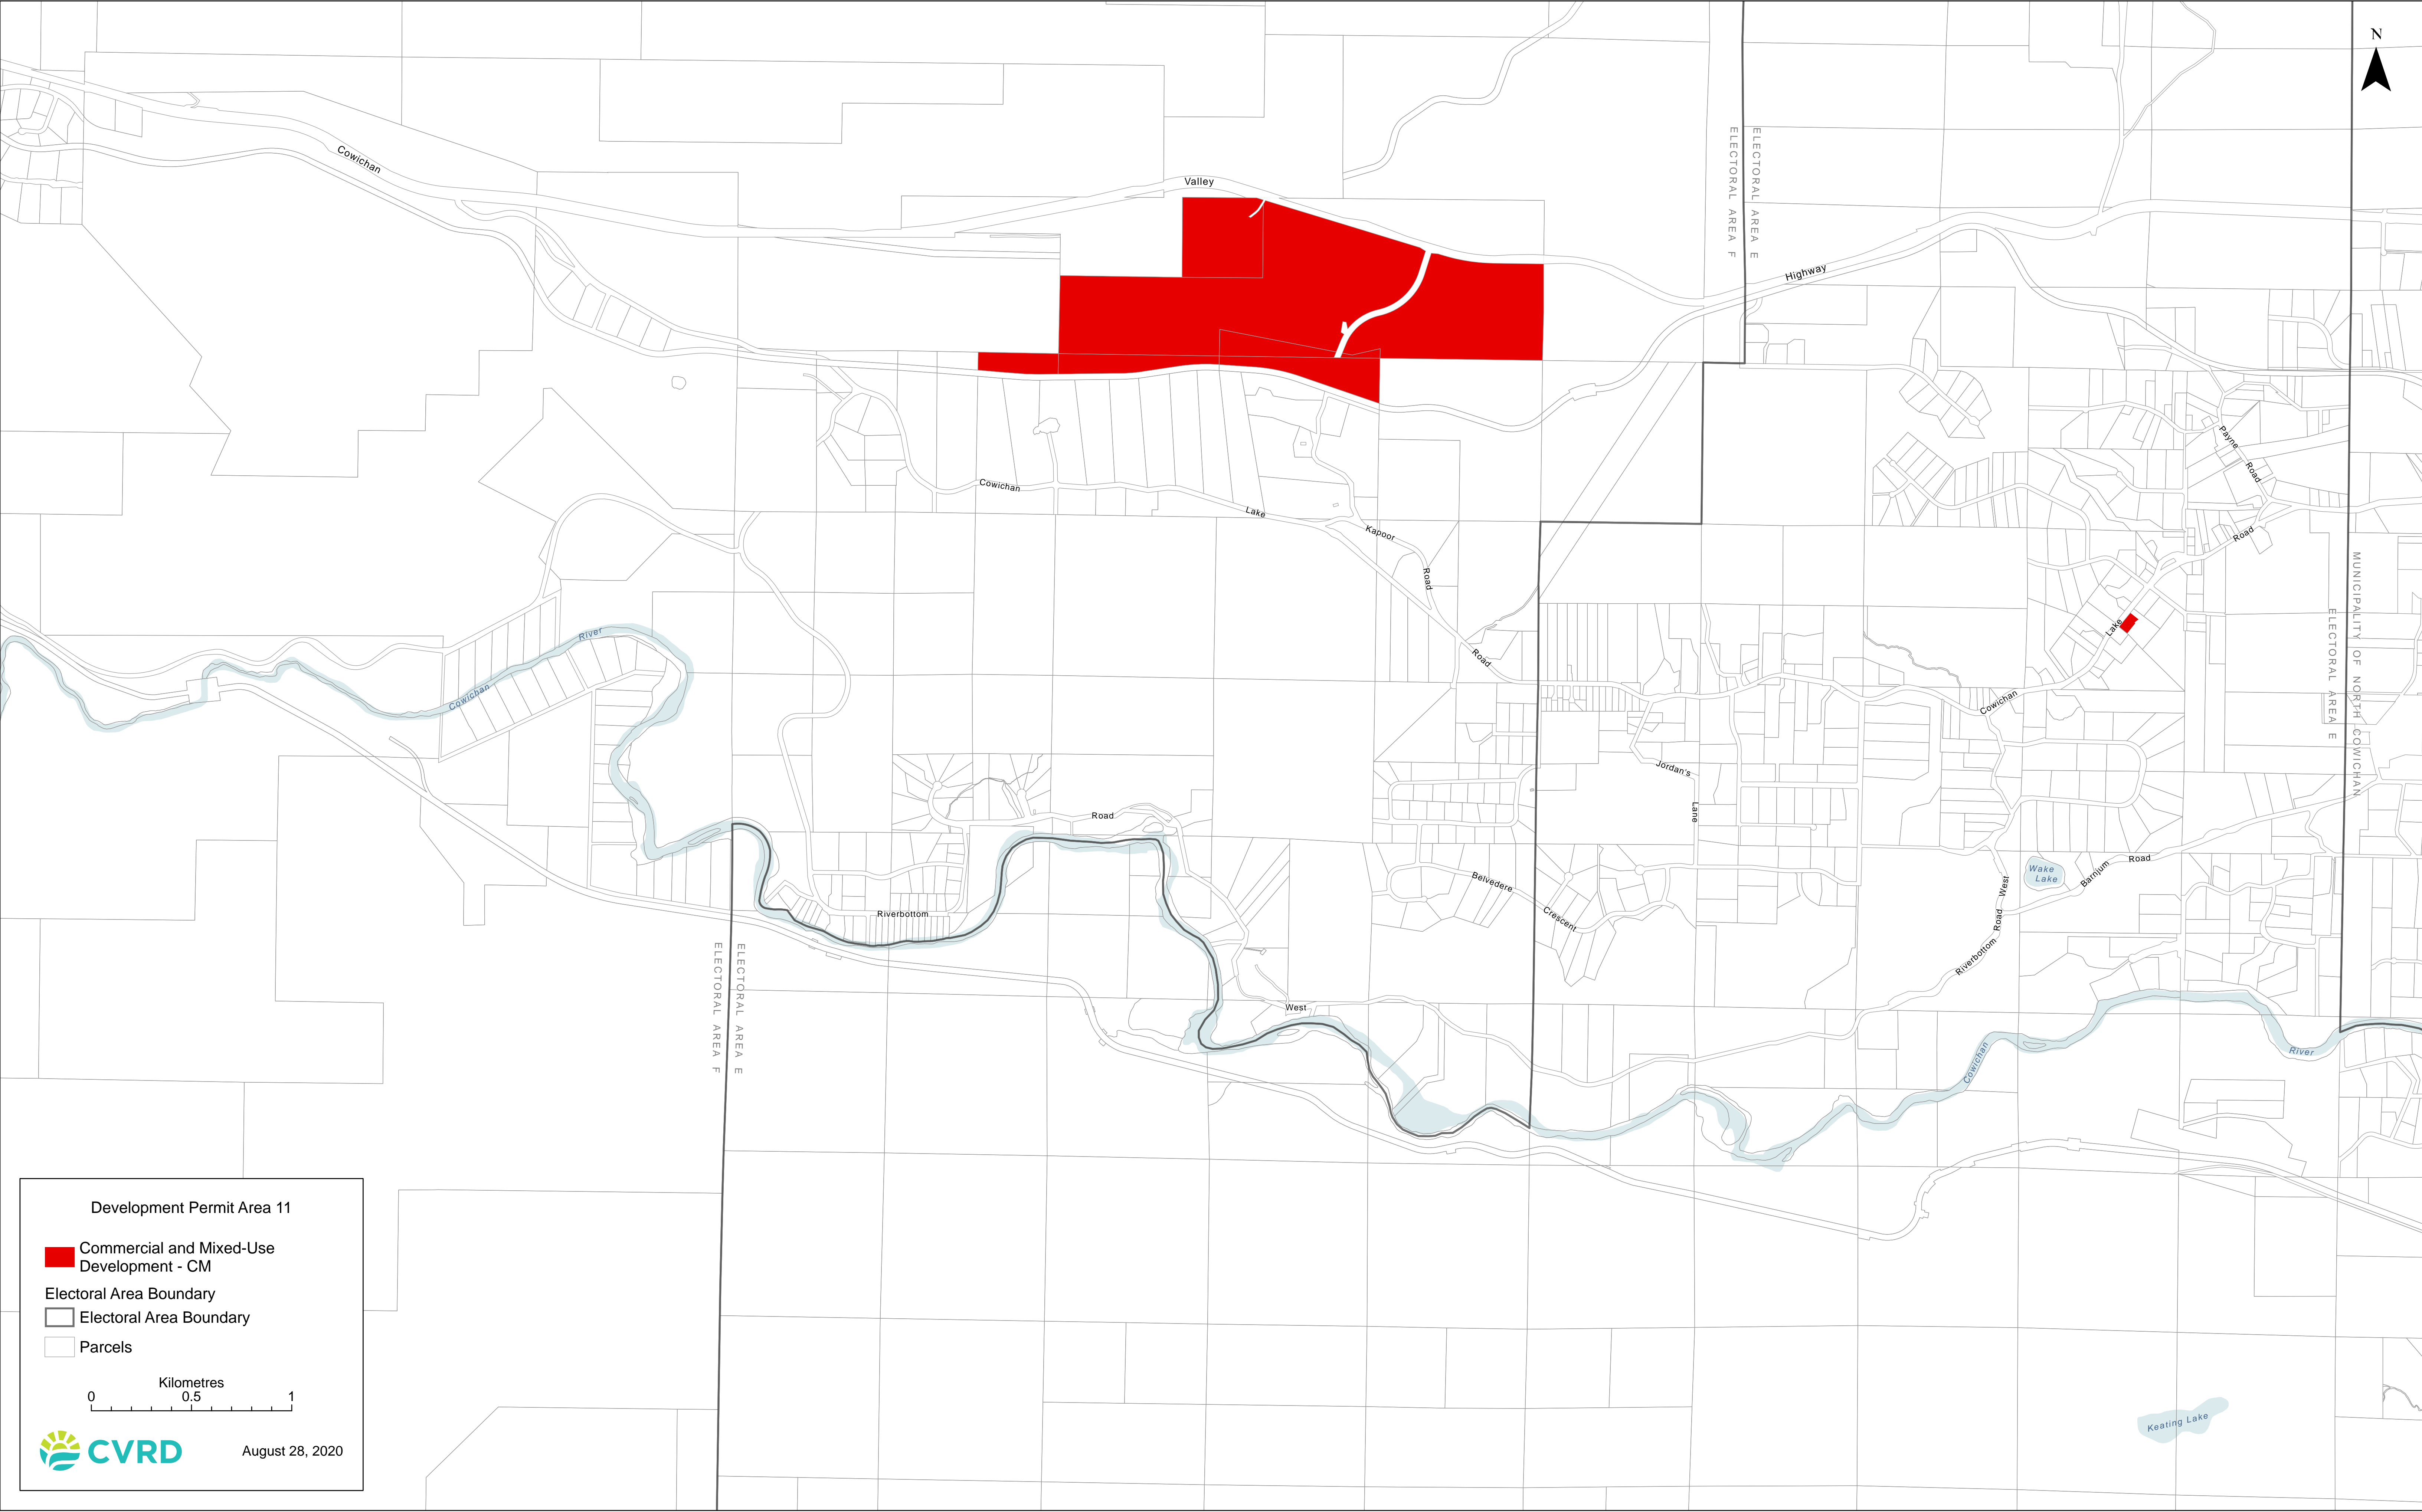 N
Cowichan
Valley
Highway
ELECTORAL AREA F
ELECTORAL AREA E
Payne
Road
Cowichan
Lake
Kapoor
Road
Road
Road
Lake
Cowichan
MUNICIPALITY OF NORTH COWICHAN
ELECTORAL AREA E
River
Cowichan
Jordan's
Lane
Road
Riverbottom
Belvedere
Crescent
Wake
Lake
Barnjum
Road
West
Road
Riverbottom
West
ELECTORAL AREA F
ELECTORAL AREA E
Cowichan
River
Keating Lake
Development Permit Area 11
Commercial and Mixed-Use
Development - CM
Electoral Area Boundary
Electoral Area Boundary
Parcels
Kilometres
0 0.5 1
CVRD
August 28, 2020